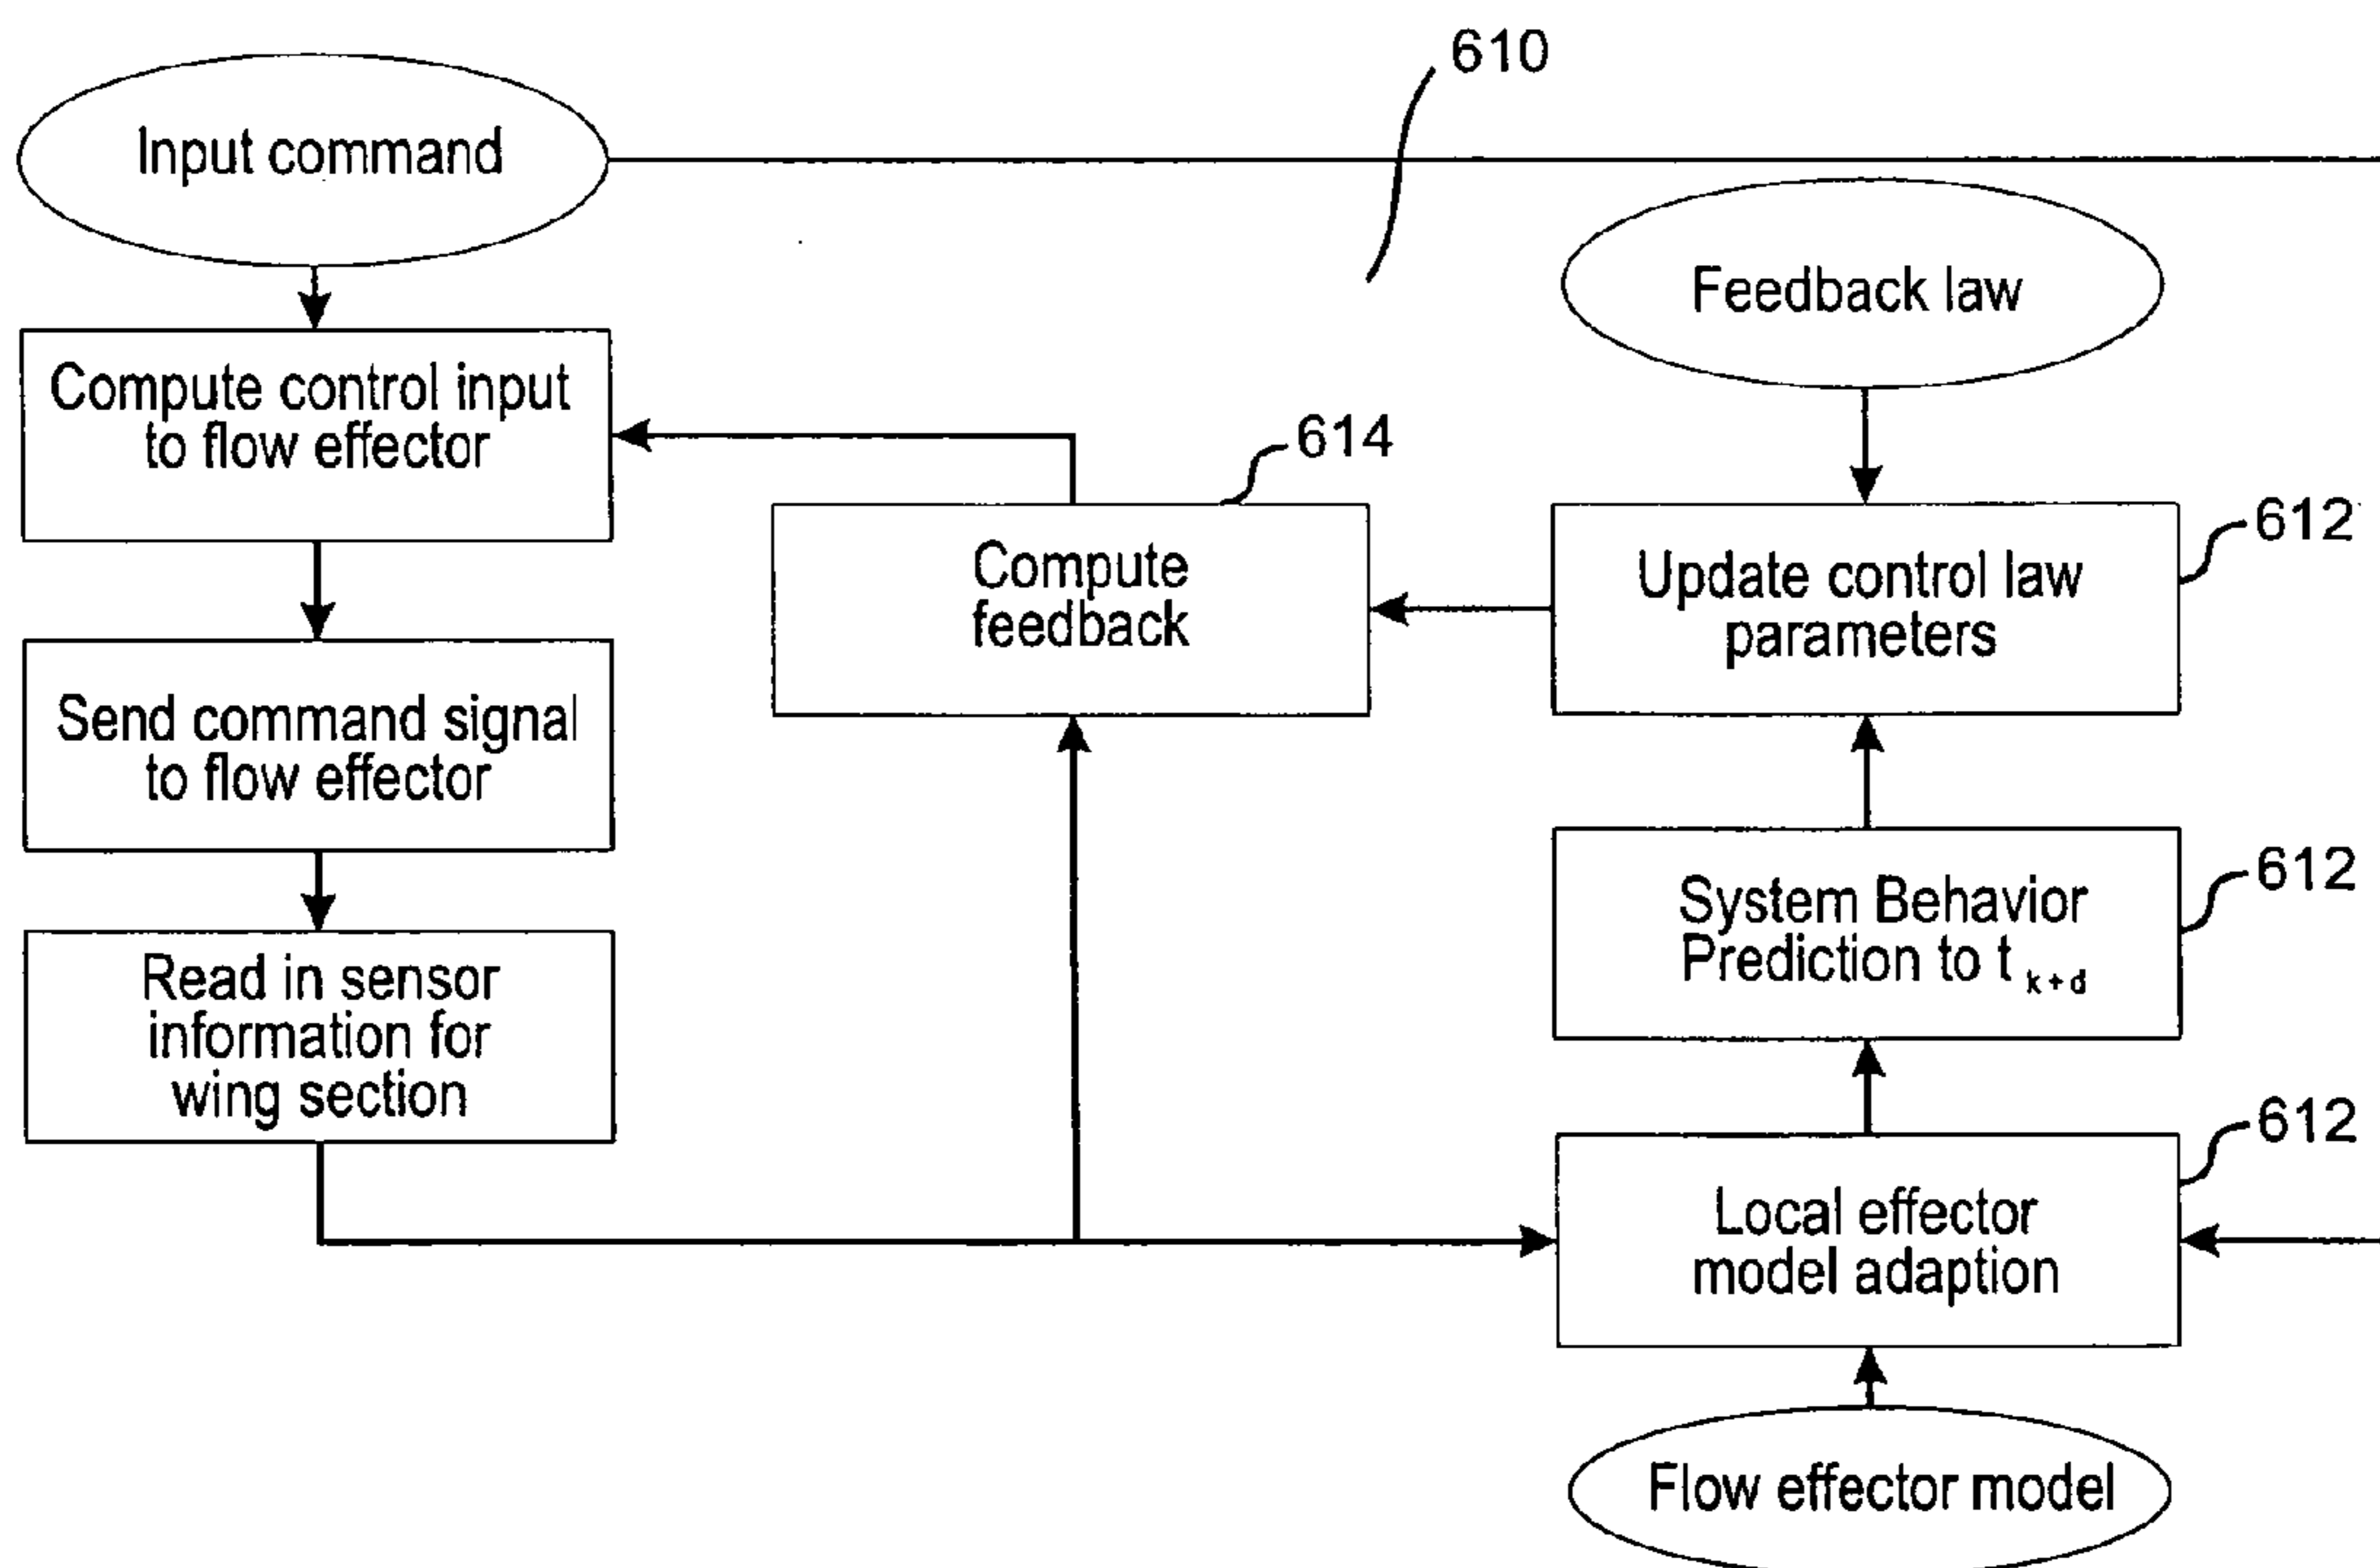 610
Input command
Feedback law
Compute control input
to flow effector
614
612
Compute
feedback
Update control law
parameters
Send command signal
to flow effector
612
System Behavior
Prediction to t k+d
Read in sensor
information for
wing section
612
Local effector
model adaption
Flow effector model